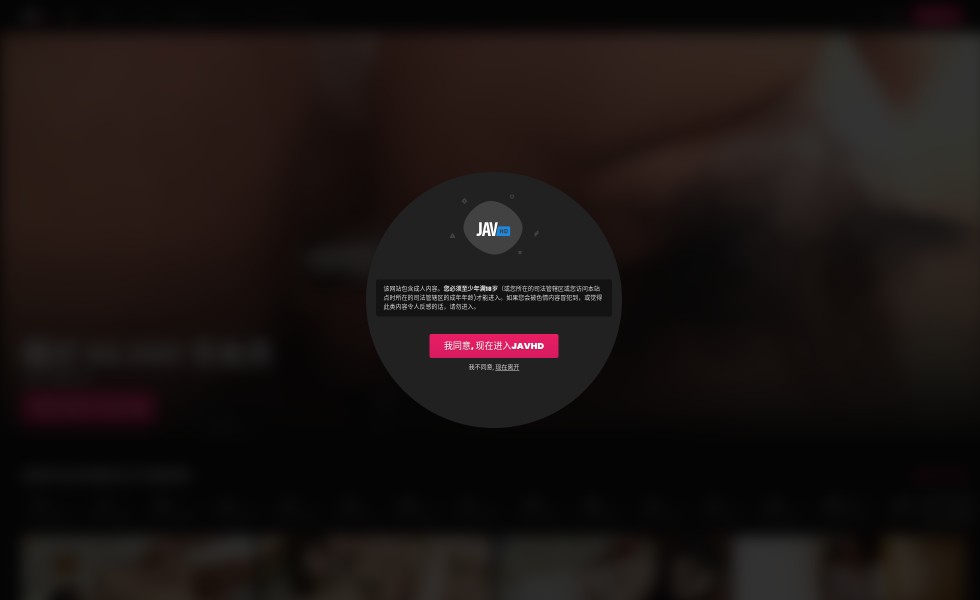 JAV HD
该网站包含成人内容。您必须至少年满18岁（或您所在的司法管辖区或您访问本站
点时所在的司法管辖区的成年年龄)才能进入。如果您会被色情内容冒犯到，或觉得
此类内容令人反感的话，请勿进入。
我同意, 现在进入JAVHD
我不同意, 现在离开